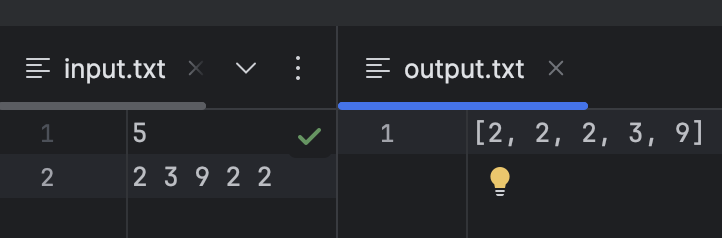 input.txt
output.txt
1 5
2 2 3 9 2 2
1 [2, 2, 2, 3, 9]